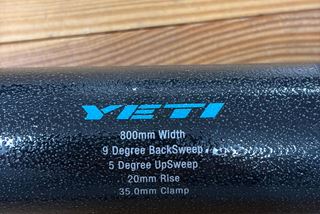 YETI
800mm Width
9 Degree BackSweep
5 Degree UpSweep
20mm Rise
35.0mm Clamp